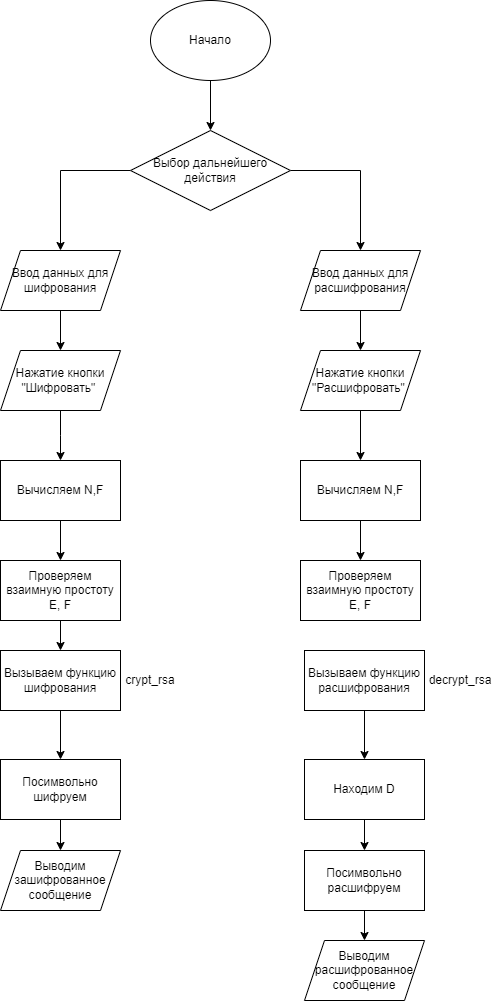 Начало
Выбор дальнейшего
действия
Ввод данных для
шифрования
Ввод данных для
расшифрования
Нажатие кнопки
"Шифровать"
Нажатие кнопки
"Расшифровать"
Вычисляем N,F
Вычисляем N,F
Проверяем
взаимную простоту
E, F
Проверяем
взаимную простоту
E, F
Вызываем функцию
шифрования
crypt_rsa
Вызываем функцию
расшифрования
decrypt_rsa
Посимвольно
шифруем
Находим D
Выводим
зашифрованное
сообщение
Посимвольно
расшифруем
Выводим
расшифрованное
сообщение